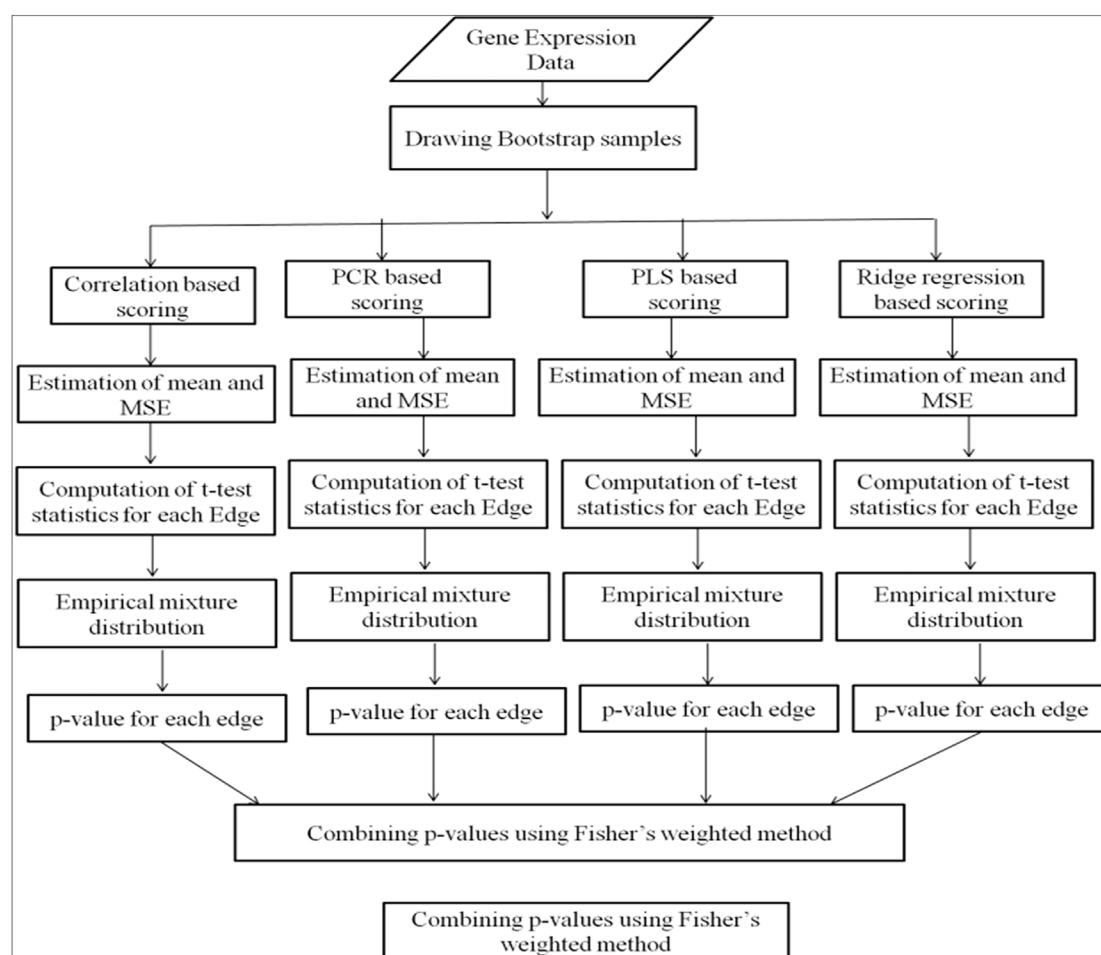 Gene Expression
Data
Drawing Bootstrap samples
Correlation based
scoring
PCR based
scoring
PLS based
scoring
Ridge regression
based scoring
Estimation of mean and
MSE
Estimation of mean
and MSE
Estimation of mean and
MSE
Estimation of mean and
MSE
Computation of t-test
statistics for each Edge
Computation of t-test
statistics for each Edge
Computation of t-test
statistics for each Edge
Computation of t-test
statistics for each Edge
Empirical mixture
distribution
Empirical mixture
distribution
Empirical mixture
distribution
Empirical mixture
distribution
p-value for each edge
p-value for each edge
p-value for each edge
p-value for each edge
Combining p-values using Fisher’s weighted method
Combining p-values using Fisher’s
weighted method